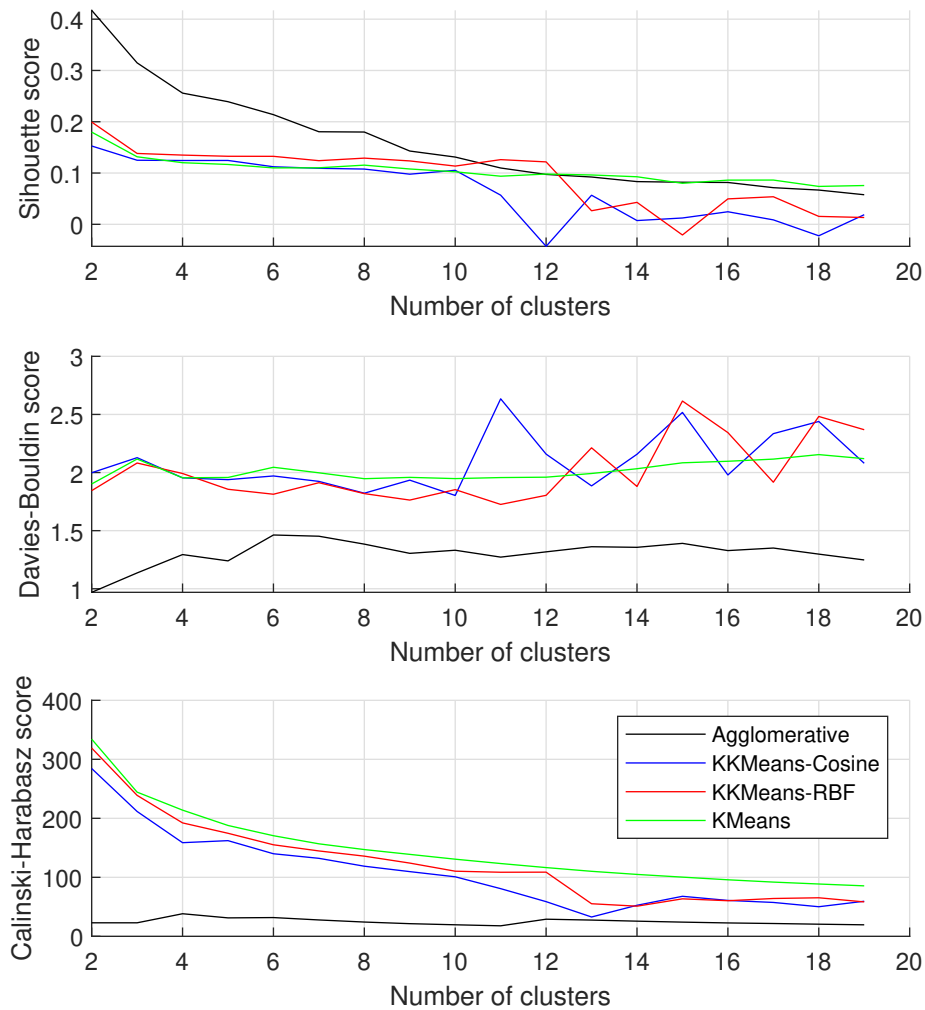 Sihouette score
0.4
0.3
0.2
0.1
0
2 4 6 8 10 12 14 16 18 20
Number of clusters
Davies-Bouldin score
3
2.5
2
1.5
1
2 4 6 8 10 12 14 16 18 20
Number of clusters
Calinski-Harabasz score
400
300
200
100
0
Agglomerative
KKMeans-Cosine
KKMeans-RBF
KMeans
2 4 6 8 10 12 14 16 18 20
Number of clusters